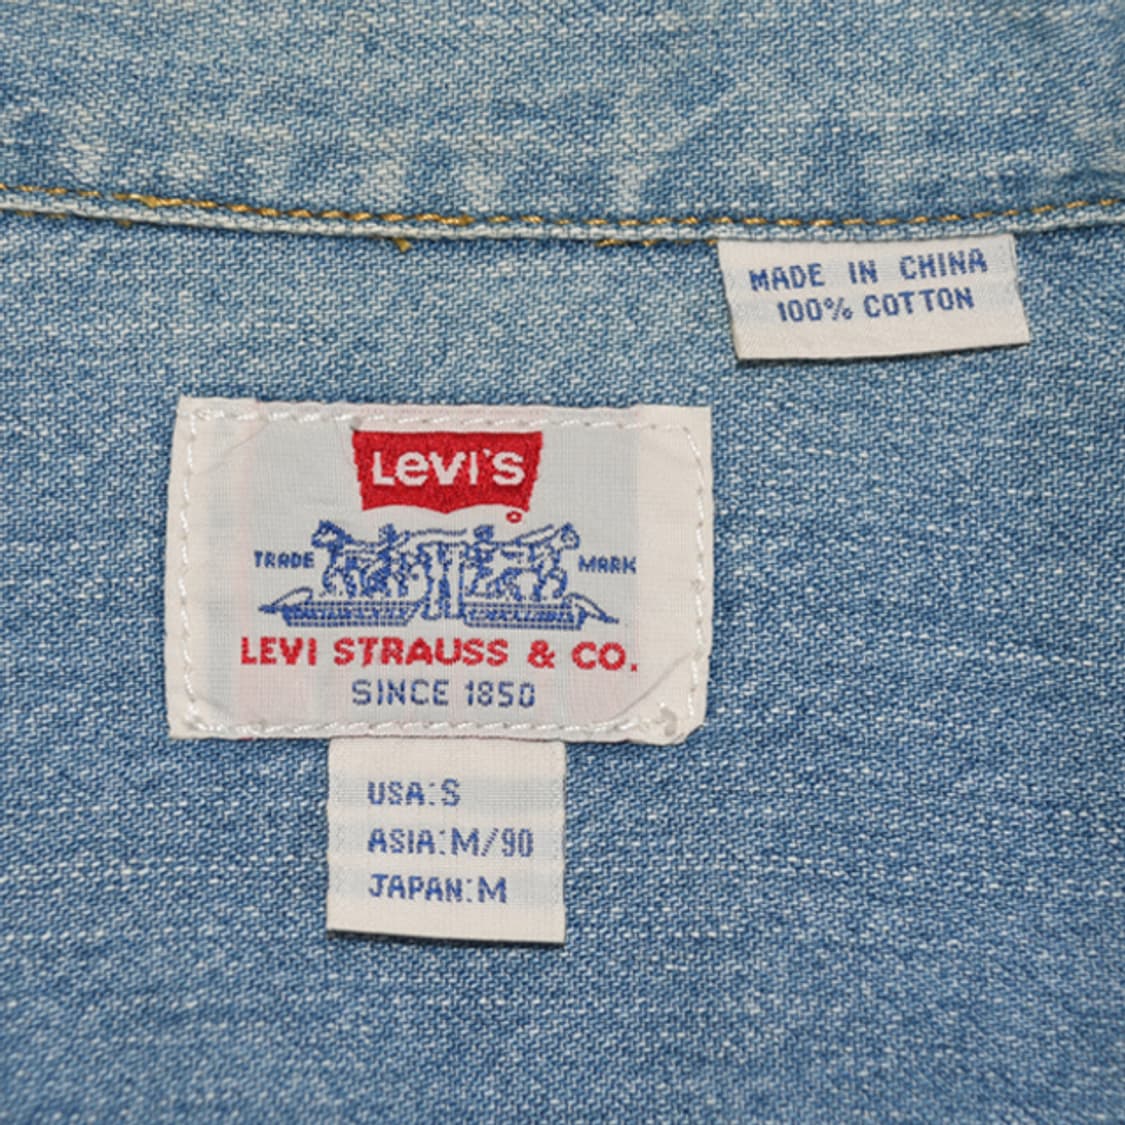 MADE IN CHINA
100% COTTON
LEVI'S
TRADE MARK
LEVI STRAUSS & CO.
SINCE 1850
USA:S
ASIA:M/90
JAPAN:M